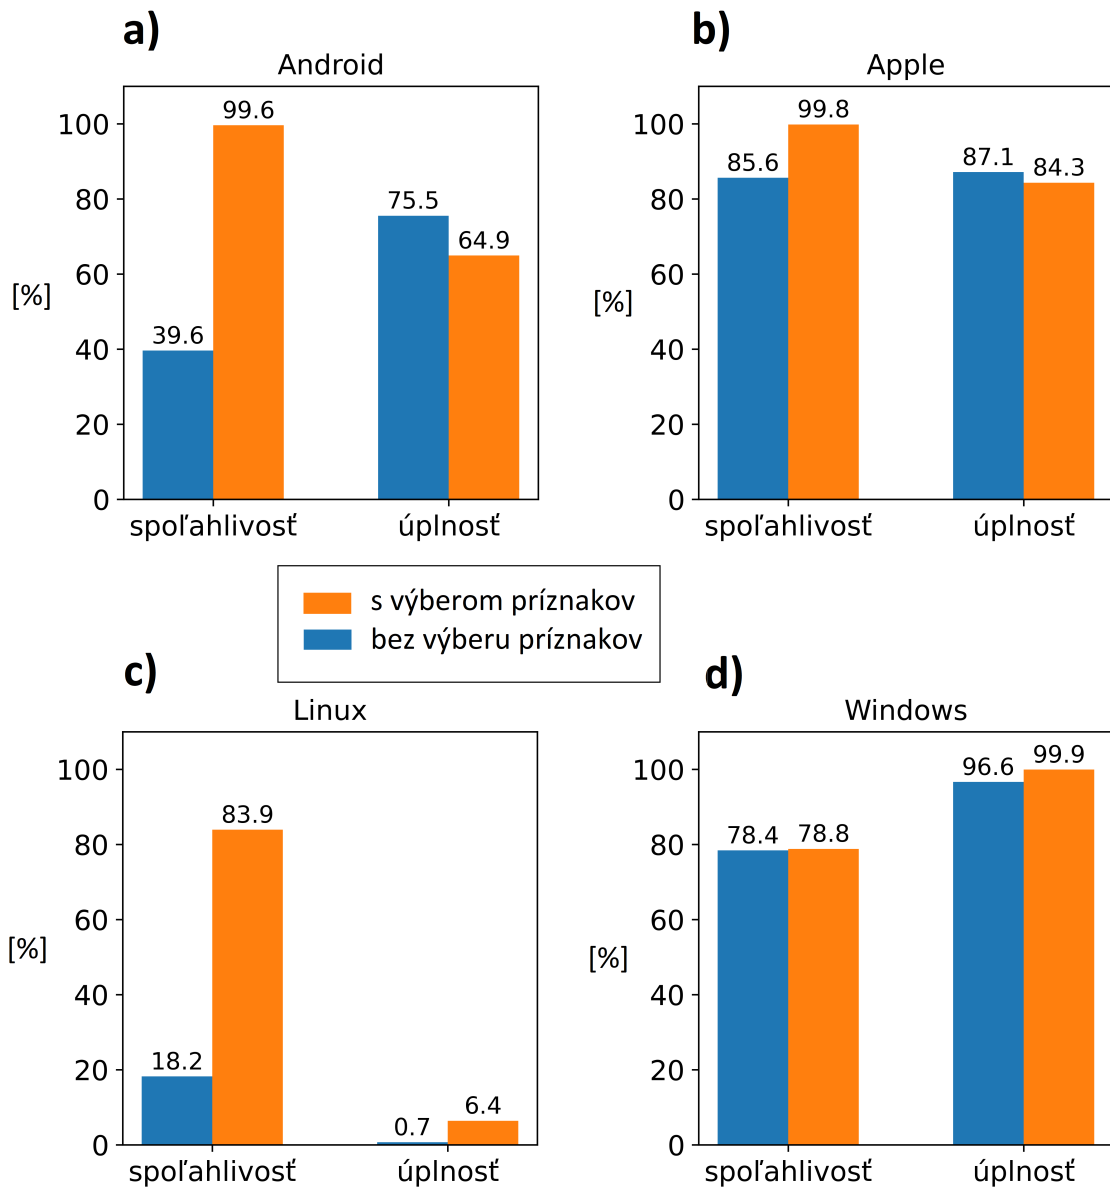 a)
Android
99.6
100
80
75.5
64.9
60
[%]
39.6
40
20
0
spoľahlivosť
úplnosť
b)
Apple
99.8
100
85.6
87.1
84.3
80
60
[%]
40
20
0
spoľahlivosť
úplnosť
s výberom príznakov
bez výberu príznakov
c)
Linux
100
83.9
80
60
[%]
40
20
18.2
6.4
0.7
0
spoľahlivosť
úplnosť
d)
Windows
100
96.6
99.9
78.4
78.8
80
60
[%]
40
20
0
spoľahlivosť
úplnosť